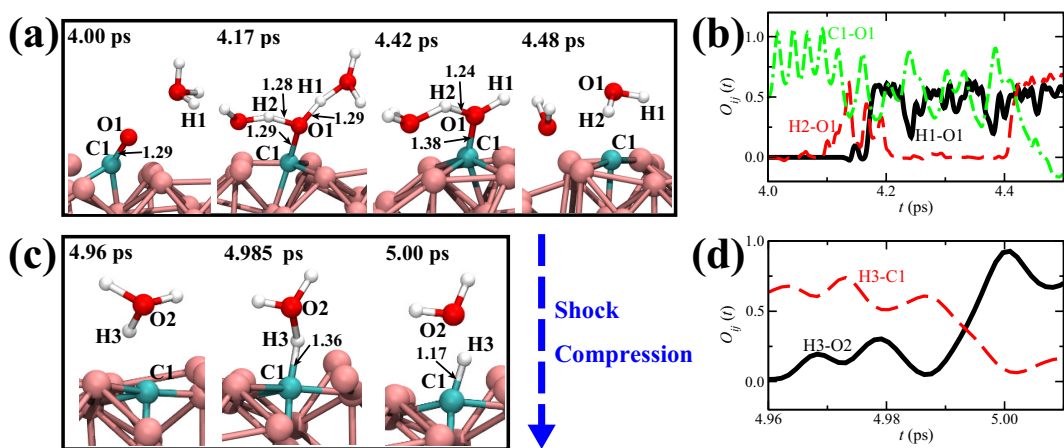 (a)
4.00 ps
H1
O1
C1
1.29
4.17 ps
1.28
H1
H2
O1
1.29
1.29
C1
4.42 ps
1.24
H1
H2
O1
1.38
C1
4.48 ps
O1
H2
H1
C1
(b)
O_ij (t)
1.0
0.5
0.0
C1-O1
H2-O1
H1-O1
4.0
4.2
4.4
t (ps)
(c)
4.96 ps
O2
H3
C1
4.985 ps
O2
H3
1.36
C1
5.00 ps
O2
H3
1.17
C1
Shock
Compression
(d)
O_ij (t)
1.0
0.5
0.0
H3-C1
H3-O2
4.96
4.98
5.00
t (ps)